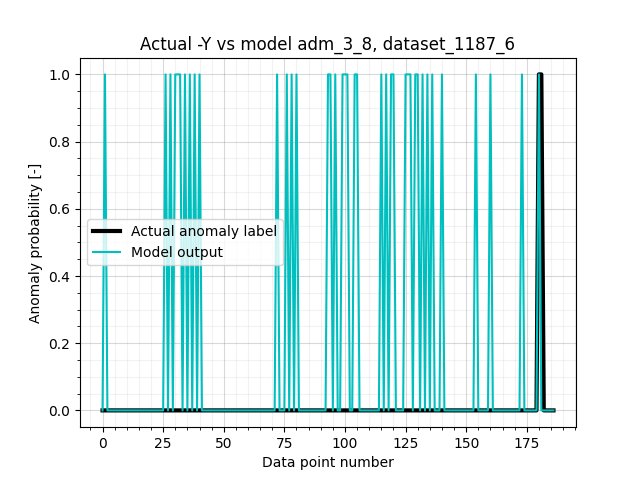 Actual -Y vs model adm_3_8, dataset_1187_6
Anomaly probability [-]
1.0
0.8
0.6
0.4
0.2
0.0
Actual anomaly label
Model output
0 25 50 75 100 125 150 175
Data point number